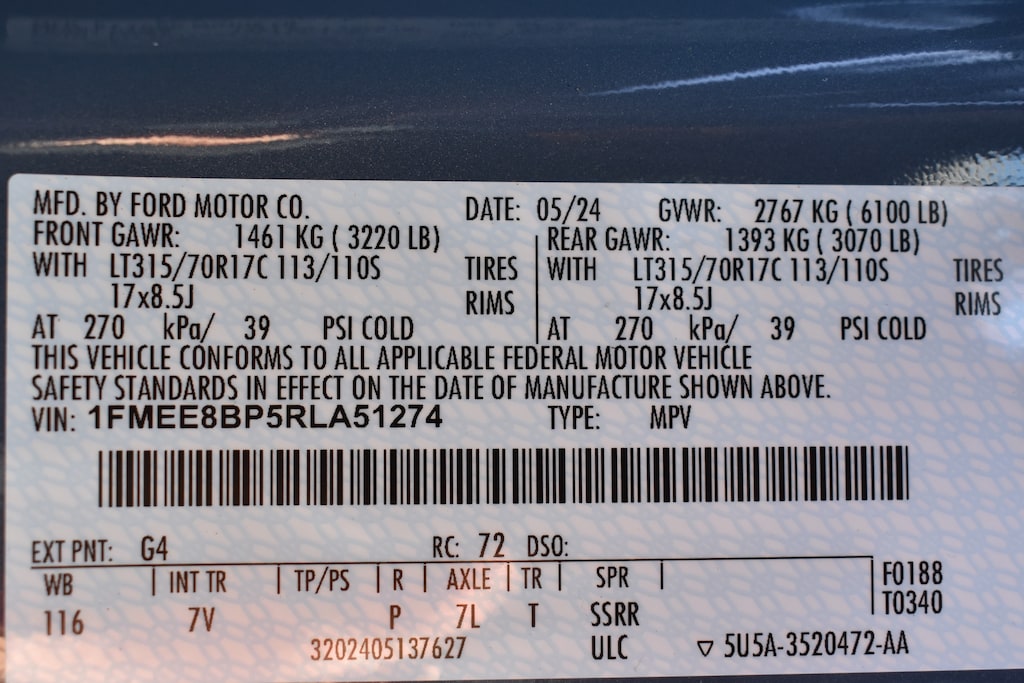 MFD. BY FORD MOTOR CO. DATE: 05/24 GVWR: 2767 KG ( 6100 LB)
FRONT GAWR: 1461 KG ( 3220 LB) REAR GAWR: 1393 KG ( 3070 LB)
WITH LT315/70R17C 113/110S TIRES WITH LT315/70R17C 113/110S TIRES
17x8.5J RIMS 17x8.5J RIMS
AT 270 kPa/ 39 PSI COLD AT 270 kPa/ 39 PSI COLD
THIS VEHICLE CONFORMS TO ALL APPLICABLE FEDERAL MOTOR VEHICLE
SAFETY STANDARDS IN EFFECT ON THE DATE OF MANUFACTURE SHOWN ABOVE.
VIN: 1FMEE8BP5RLA51274 TYPE: MPV
EXT PNT: G4 RC: 72 DSO:
WB INT TR TP/PS R AXLE TR SPR F0188
116 7V P 7L T SSRR T0340
3202405137627 ULC ▽ 5U5A-3520472-AA